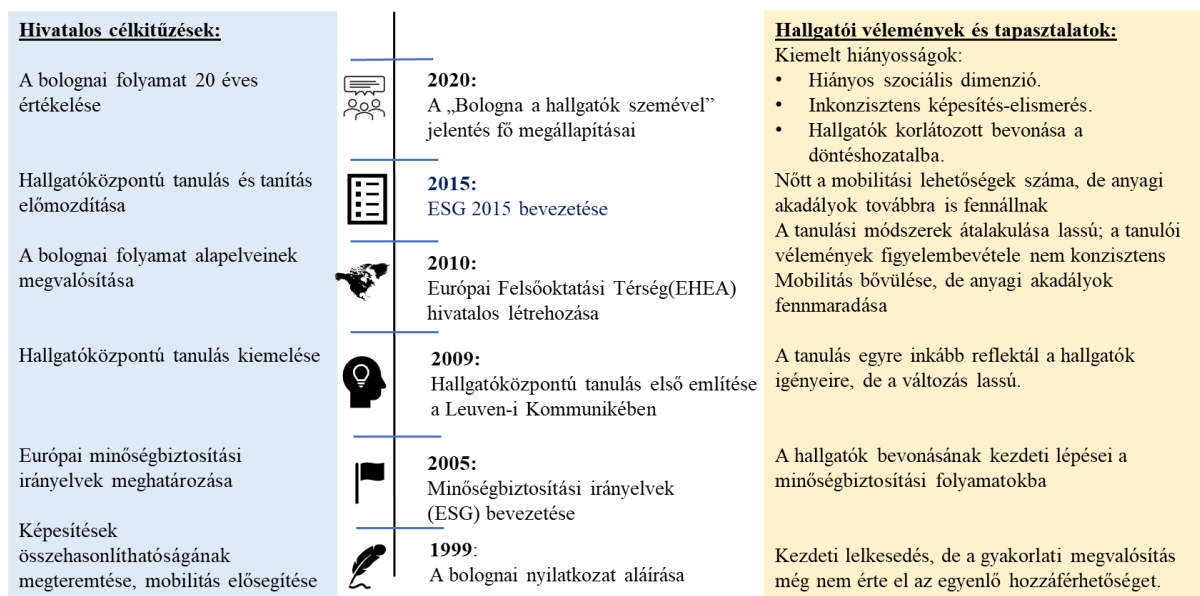 Hivatalos célkitűzések:
A bolognai folyamat 20 éves
értékelése
Hallgatóközpontú tanulás és tanítás
előmozdítása
A bolognai folyamat alapelveinek
megvalósítása
Hallgatóközpontú tanulás kiemelése
Európai minőségbiztosítási
irányelvek meghatározása
Képesítések
összehasonlíthatóságának
megteremtése, mobilitás elősegítése
2020:
A „Bologna a hallgatók szemével”
jelentés fő megállapításai
2015:
ESG 2015 bevezetése
2010:
Európai Felsőoktatási Térség(EHEA)
hivatalos létrehozása
2009:
Hallgatóközpontú tanulás első említése
a Leuven-i Kommunikében
2005:
Minőségbiztosítási irányelvek
(ESG) bevezetése
1999:
A bolognai nyilatkozat aláírása
Hallgatói vélemények és tapasztalatok:
Kiemelt hiányosságok:
• Hiányos szociális dimenzió.
• Inkonzisztens képesítés-elismerés.
• Hallgatók korlátozott bevonása a
döntéshozatalba.
Nőtt a mobilitási lehetőségek száma, de anyagi
akadályok továbbra is fennállnak
A tanulási módszerek átalakulása lassú; a tanulói
vélemények figyelembevétele nem konzisztens
Mobilitás bővülése, de anyagi akadályok
fennmaradása
A tanulás egyre inkább reflektál a hallgatók
igényeire, de a változás lassú.
A hallgatók bevonásának kezdeti lépései a
minőségbiztosítási folyamatokba
Kezdeti lelkesedés, de a gyakorlati megvalósítás
még nem érte el az egyenlő hozzáférhetőséget.